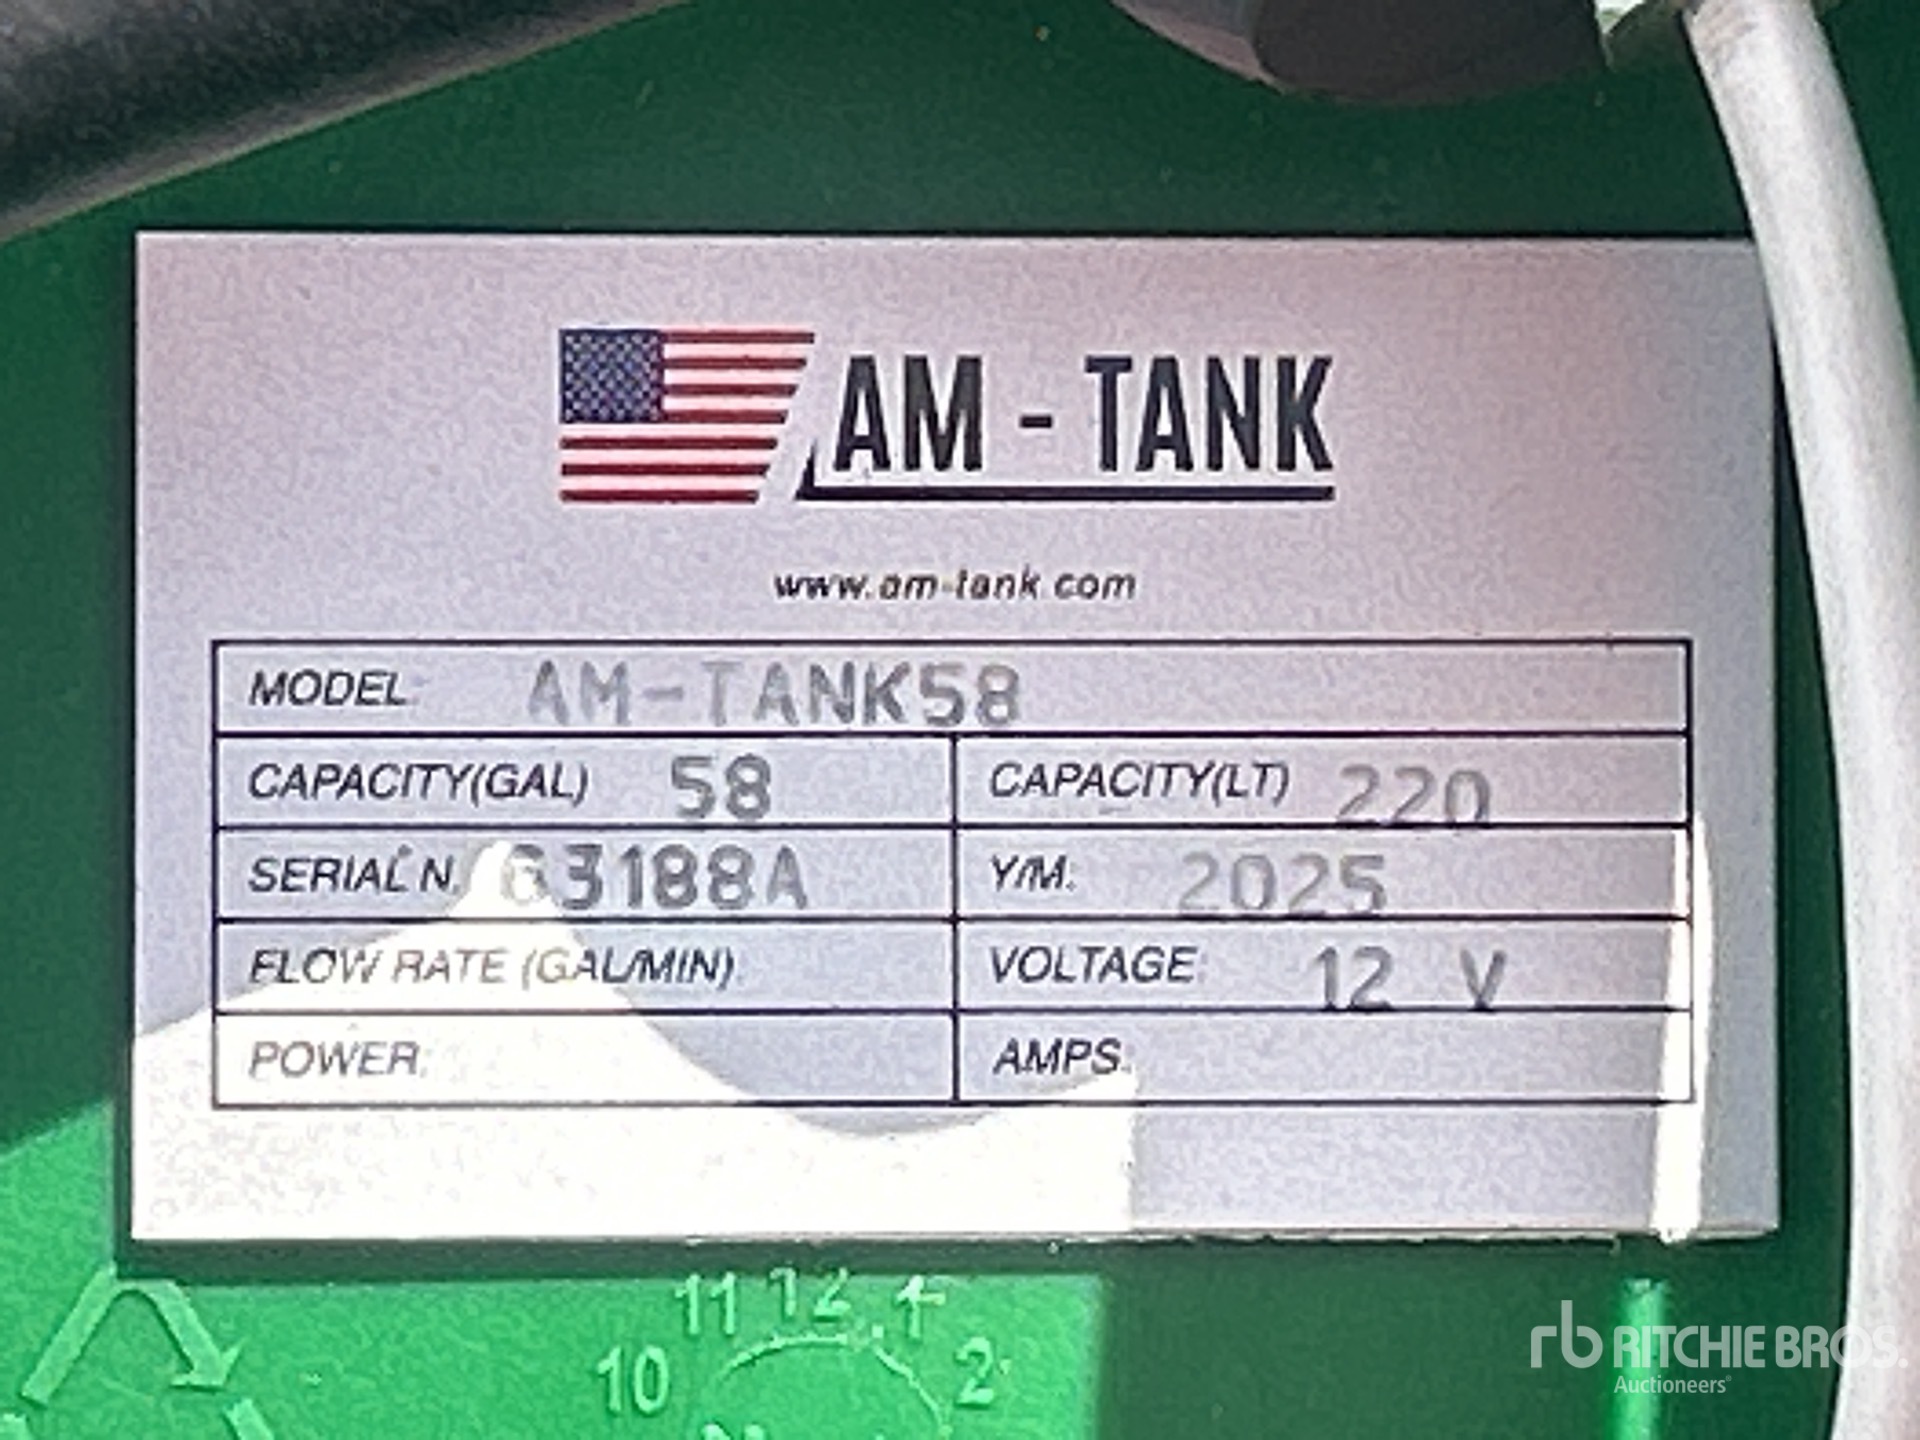 AM - TANK
www.am-tank.com
MODEL: AM-TANK58
CAPACITY(GAL) 58 CAPACITY(LT) 220
SERIAL N. 63188A Y/M: 2025
FLOW RATE (GAL/MIN) VOLTAGE: 12 V
POWER: AMPS.
11 12 1
10 2
rb RITCHIE BROS.
Auctioneers